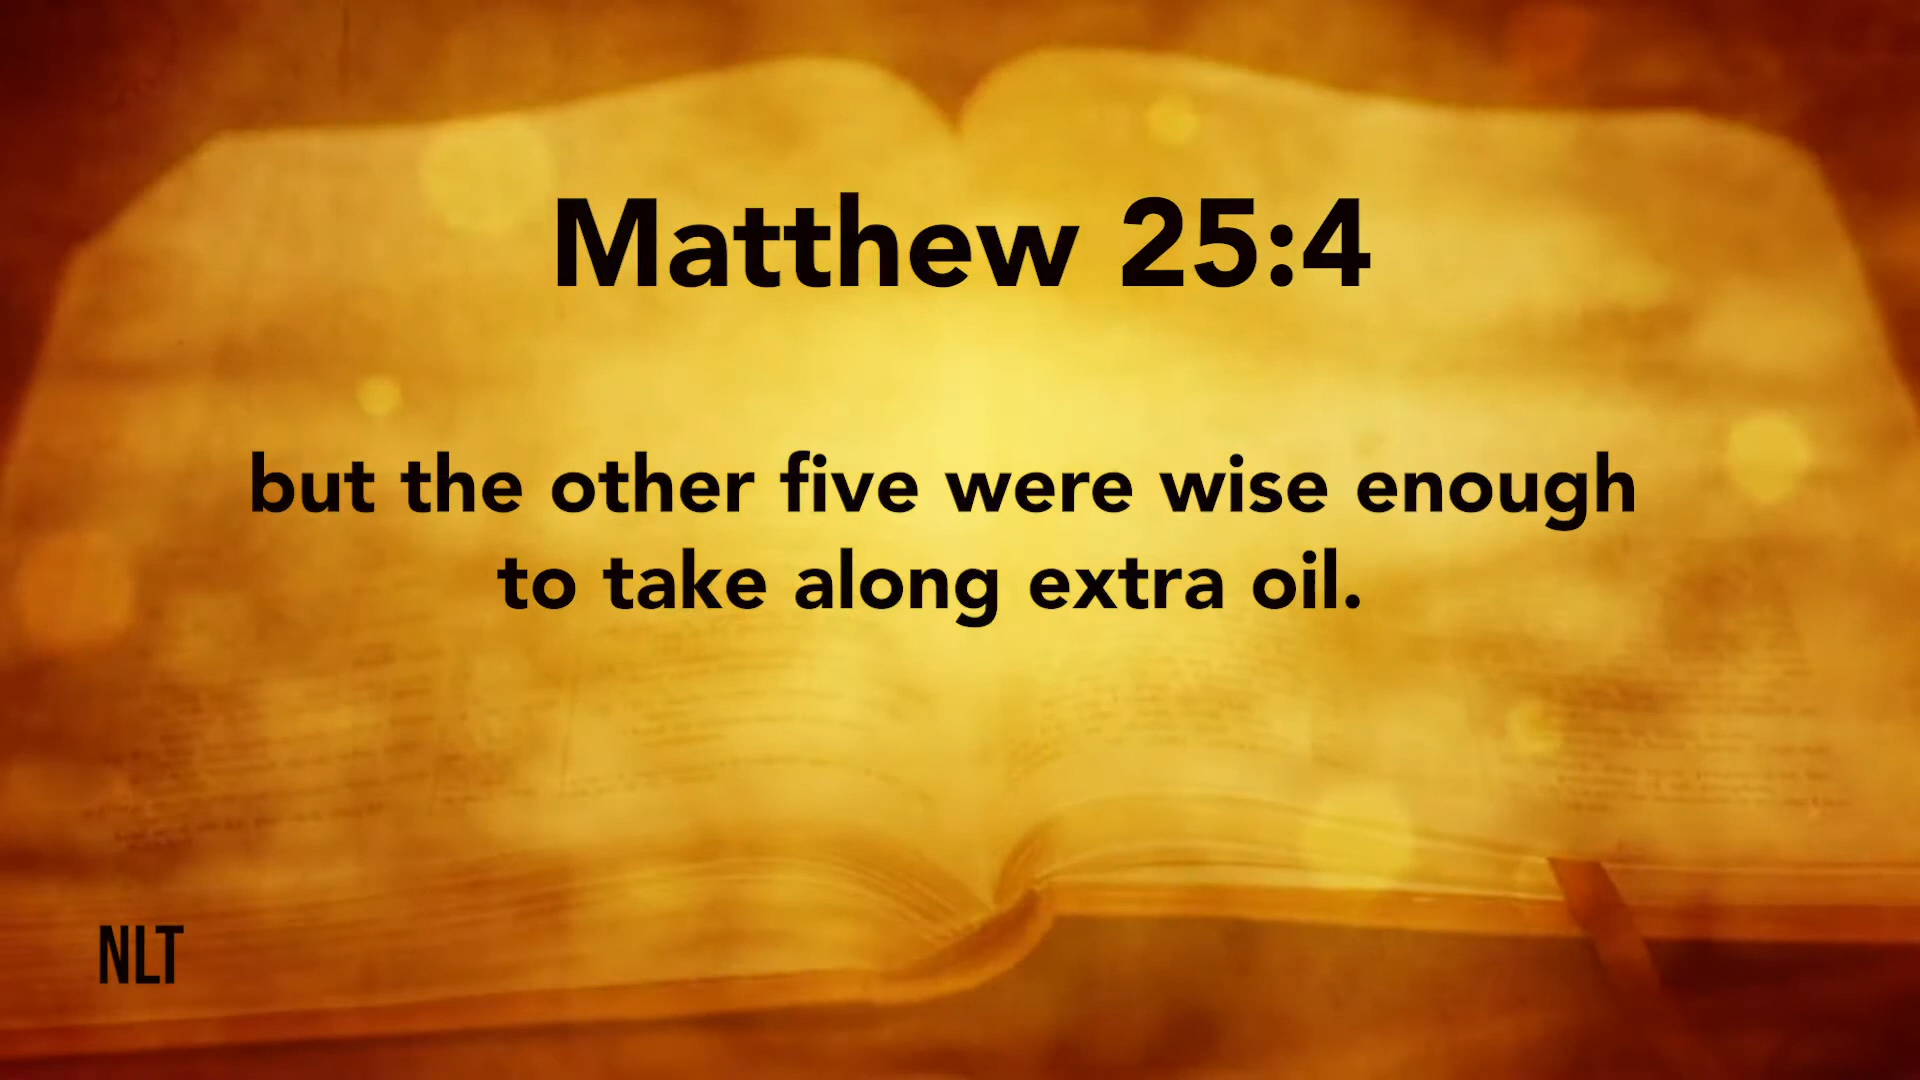 Matthew 25:4
but the other five were wise enough
to take along extra oil.
NLT